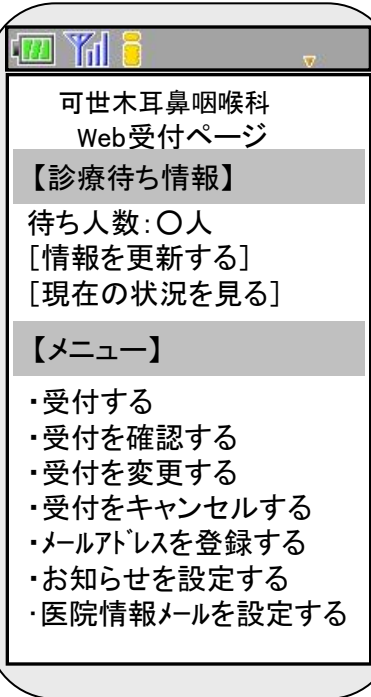 可世木耳鼻咽喉科
Web受付ページ
【診療待ち情報】
待ち人数:〇人
[情報を更新する]
[現在の状況を見る]
【メニュー】
・受付する
・受付を確認する
・受付を変更する
・受付をキャンセルする
・ﾒｰﾙｱﾄﾞﾚｽを登録する
・お知らせを設定する
・医院情報ﾒｰﾙを設定する